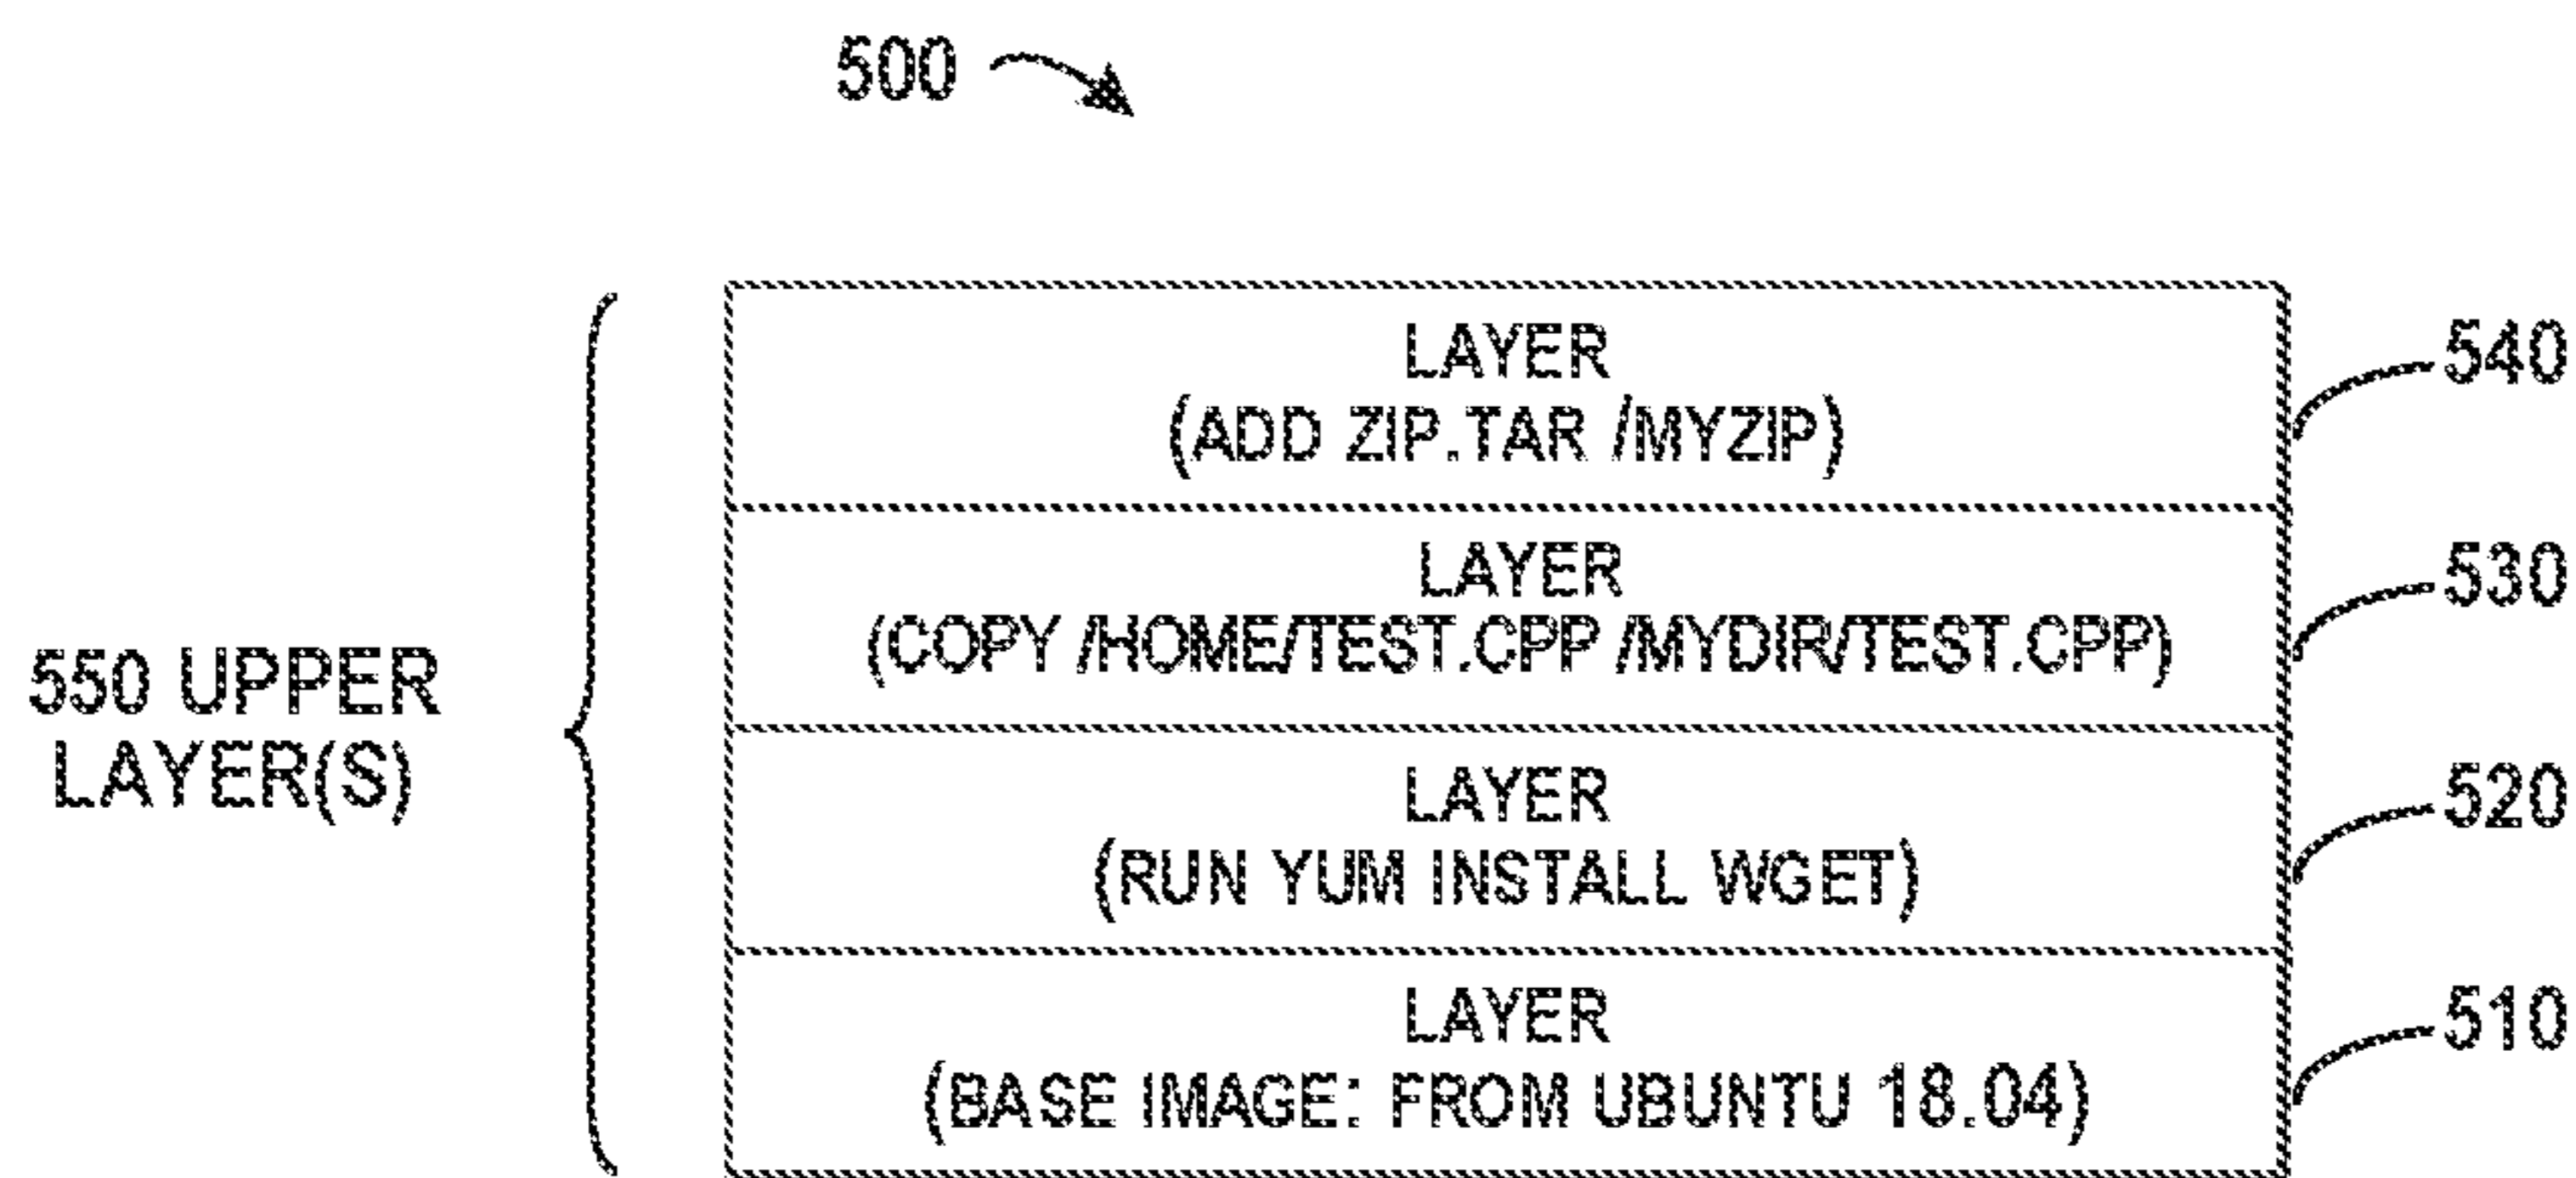 500
LAYER
(ADD ZIP.TAR /MYZIP)
540
LAYER
(COPY /HOME/TEST.CPP /MYDIR/TEST.CPP)
530
550 UPPER
LAYER(S)
LAYER
(RUN YUM INSTALL WGET)
520
LAYER
(BASE IMAGE: FROM UBUNTU 18.04)
510